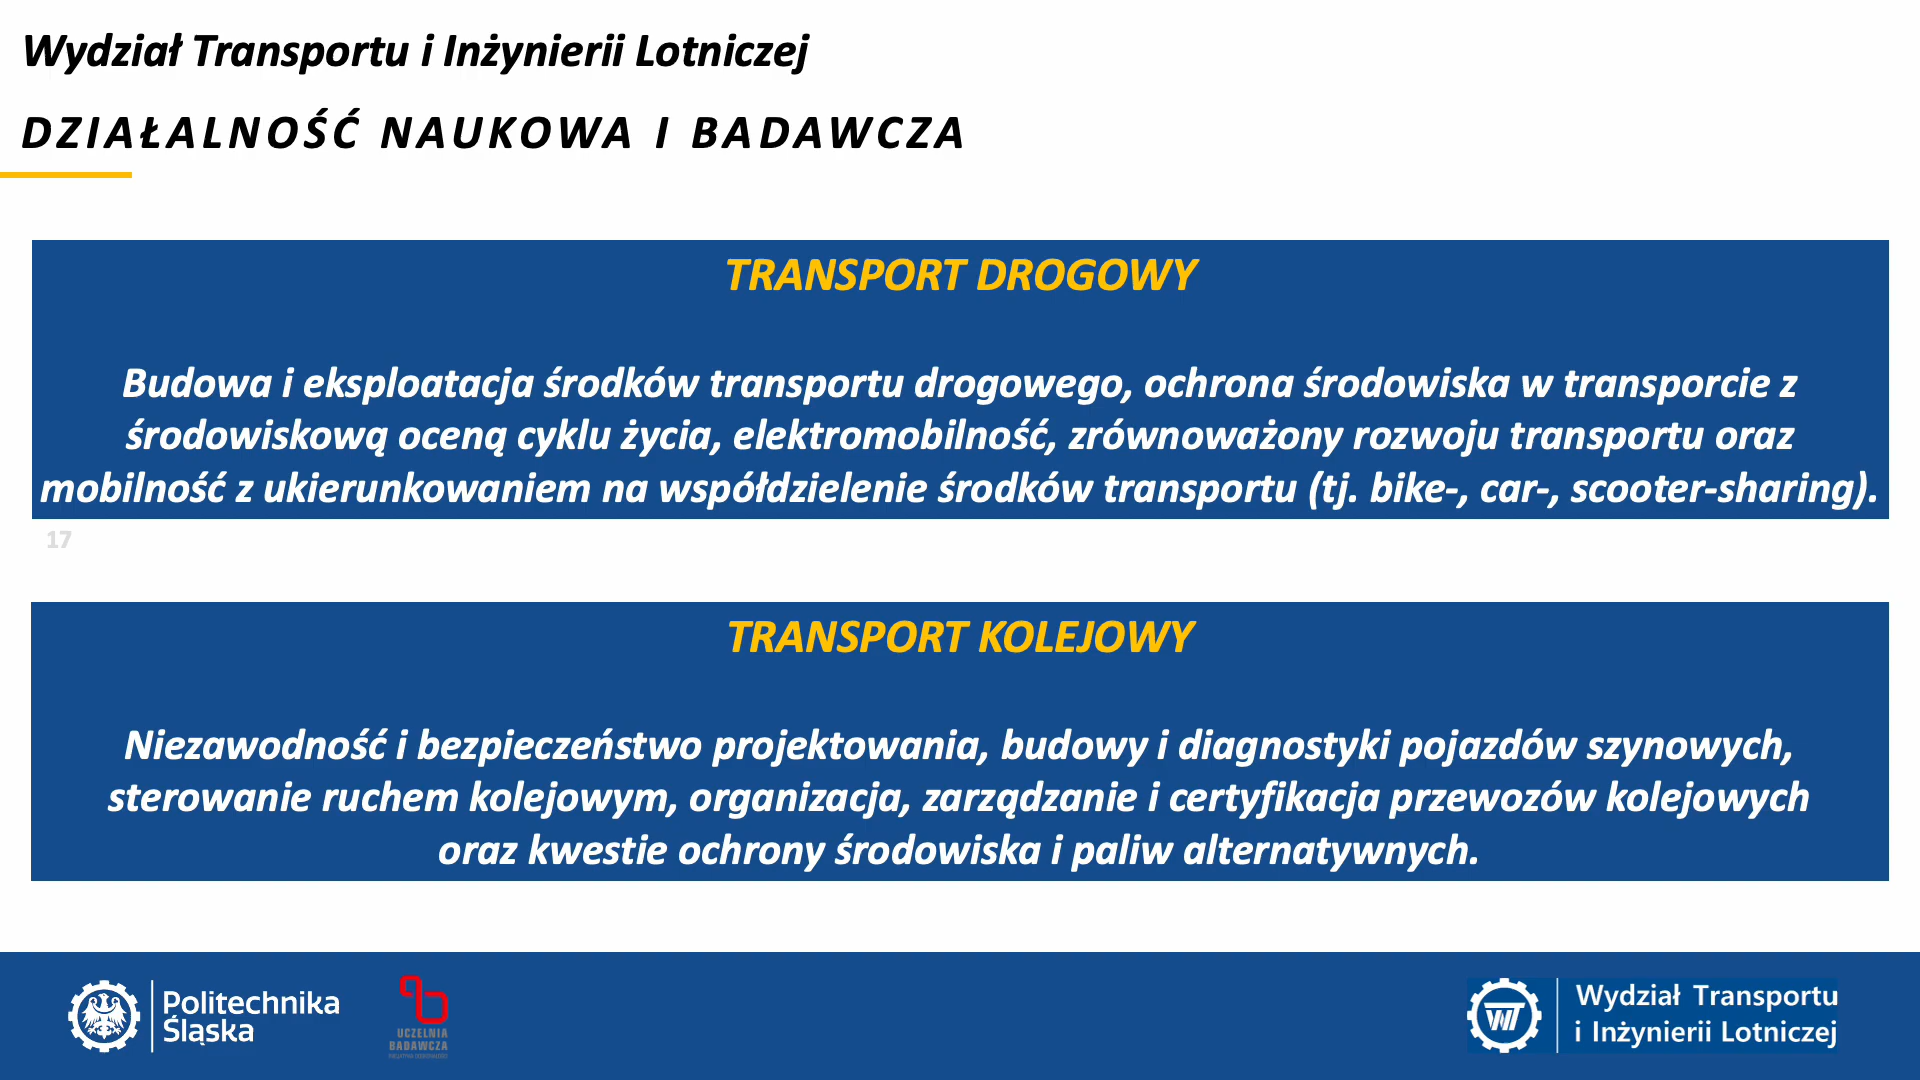 Wydział Transportu i Inżynierii Lotniczej
DZIAŁALNOŚĆ NAUKOWA I BADAWCZA
TRANSPORT DROGOWY
Budowa i eksploatacja środków transportu drogowego, ochrona środowiska w transporcie z
środowiskową oceną cyklu życia, elektromobilność, zrównoważony rozwoju transportu oraz
mobilność z ukierunkowaniem na współdzielenie środków transportu (tj. bike-, car-, scooter-sharing).
17
TRANSPORT KOLEJOWY
Niezawodność i bezpieczeństwo projektowania, budowy i diagnostyki pojazdów szynowych,
sterowanie ruchem kolejowym, organizacja, zarządzanie i certyfikacja przewozów kolejowych
oraz kwestie ochrony środowiska i paliw alternatywnych.
Politechnika
Śląska
UCZELNIA
BADAWCZA
Wydział Transportu
i Inżynierii Lotniczej